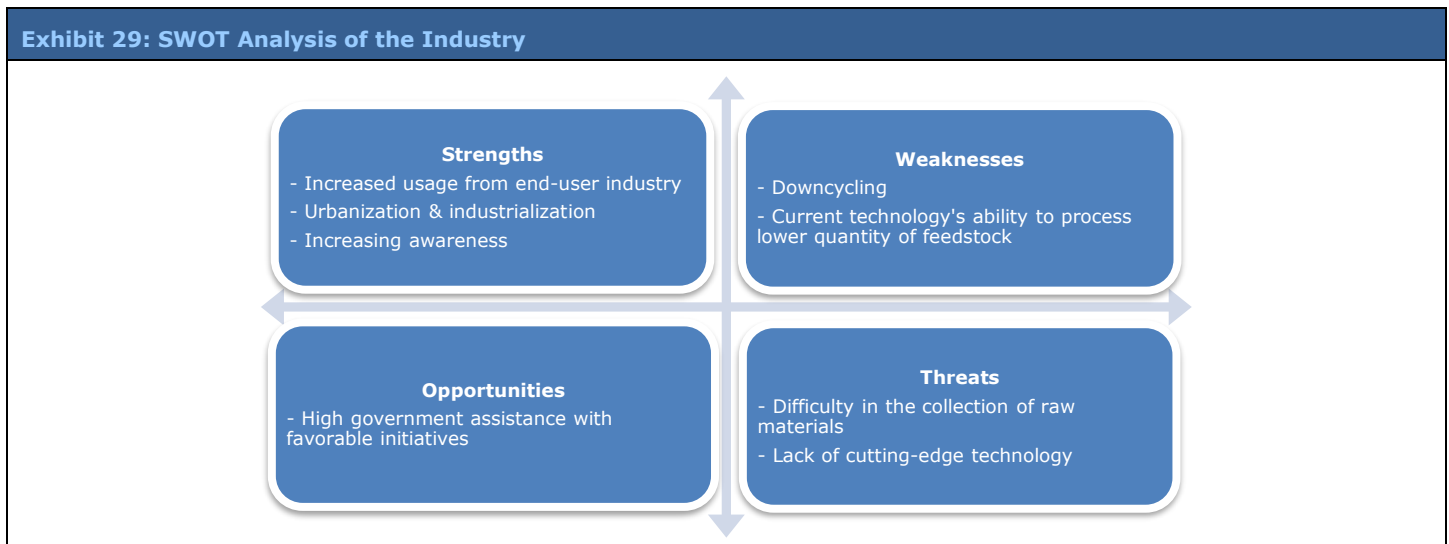 Exhibit 29: SWOT Analysis of the Industry
Strengths
- Increased usage from end-user industry
- Urbanization & industrialization
- Increasing awareness
Weaknesses
- Downcycling
- Current technology's ability to process
lower quantity of feedstock
Opportunities
- High government assistance with
favorable initiatives
Threats
- Difficulty in the collection of raw
materials
- Lack of cutting-edge technology